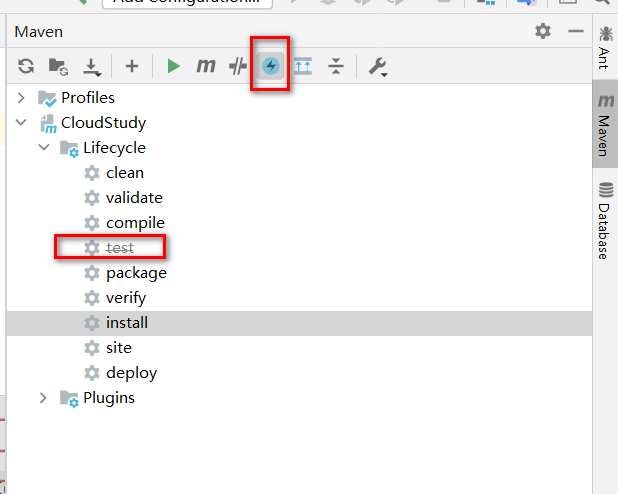 Add Configuration...
Maven
Profiles
CloudStudy
Lifecycle
clean
validate
compile
test
package
verify
install
site
deploy
Plugins
Ant
Maven
Database